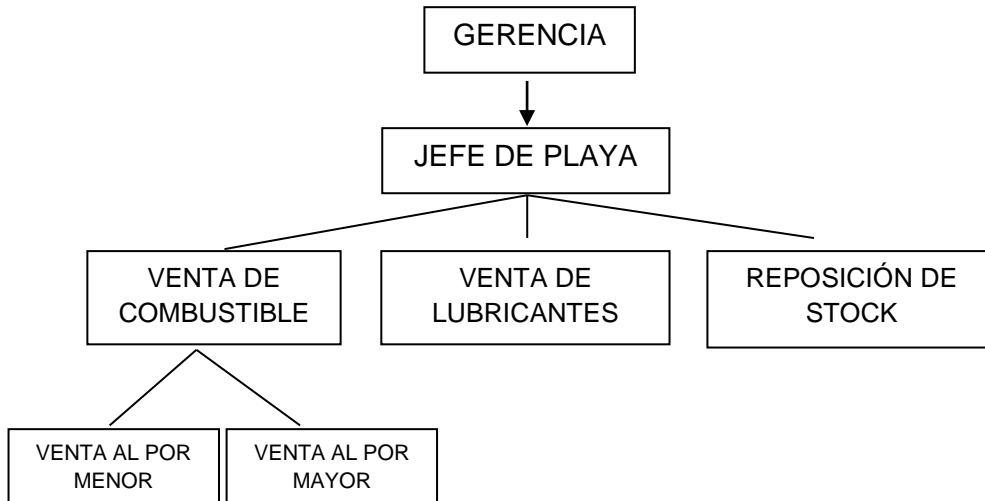 GERENCIA
JEFE DE PLAYA
VENTA DE
COMBUSTIBLE
VENTA DE
LUBRICANTES
REPOSICIÓN DE
STOCK
VENTA AL POR
MENOR
VENTA AL POR
MAYOR